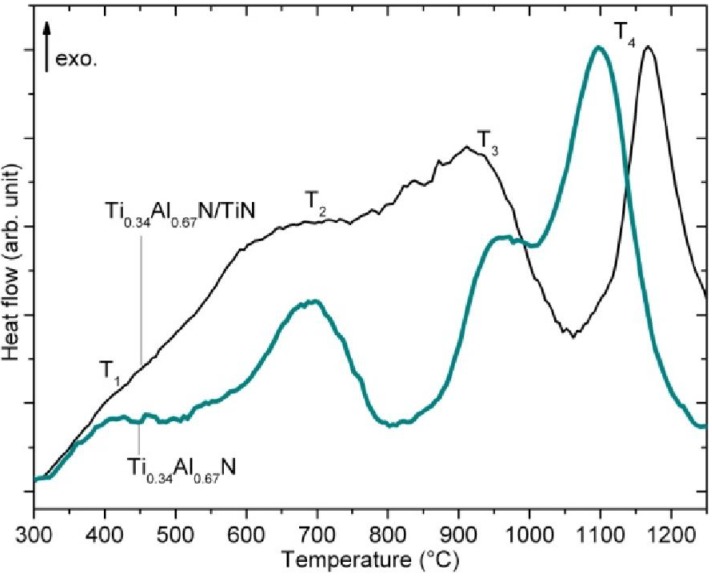 exo.
T4
T3
T2
Ti0.34Al0.67N/TiN
T1
Ti0.34Al0.67N
Heat flow (arb. unit)
300 400 500 600 700 800 900 1000 1100 1200
Temperature (°C)